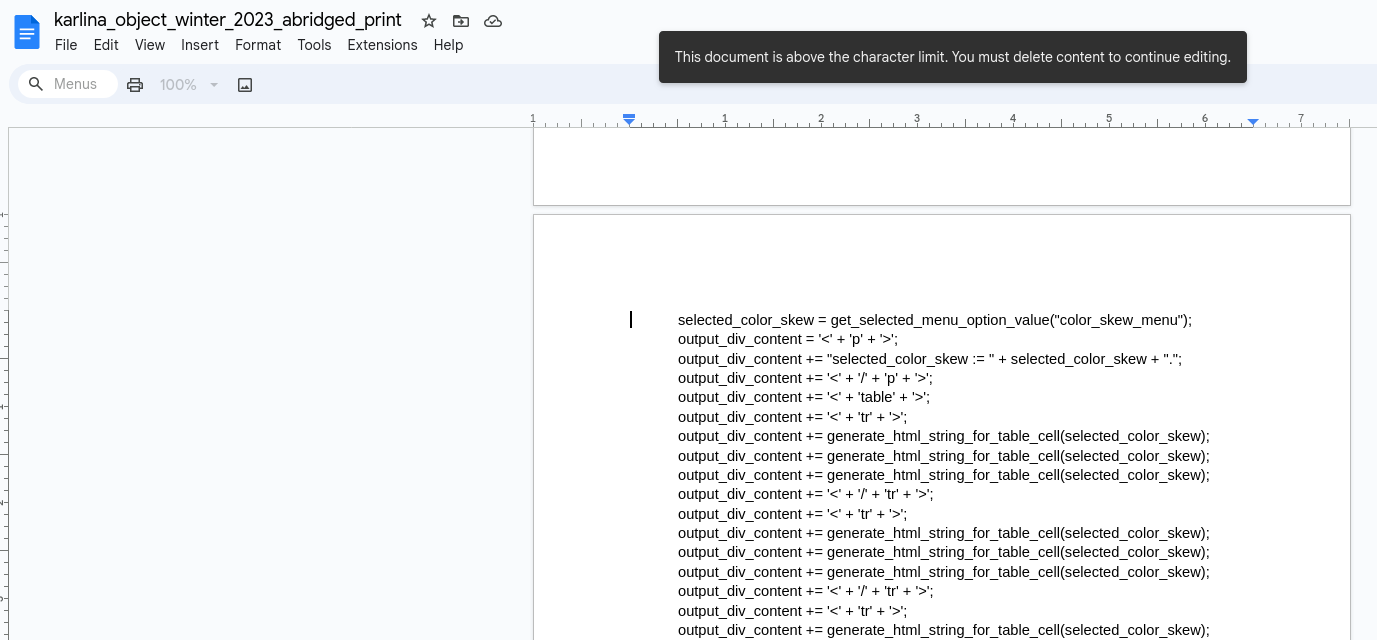 karlina_object_winter_2023_abridged_print
File Edit View Insert Format Tools Extensions Help
This document is above the character limit. You must delete content to continue editing.
Menus 100%
1 1 2 3 4 5 6 7
selected_color_skew = get_selected_menu_option_value("color_skew_menu");
output_div_content = '<' + 'p' + '>';
output_div_content += "selected_color_skew := " + selected_color_skew + ".";
output_div_content += '<' + '/' + 'p' + '>';
output_div_content += '<' + 'table' + '>';
output_div_content += '<' + 'tr' + '>';
output_div_content += generate_html_string_for_table_cell(selected_color_skew);
output_div_content += generate_html_string_for_table_cell(selected_color_skew);
output_div_content += generate_html_string_for_table_cell(selected_color_skew);
output_div_content += '<' + '/' + 'tr' + '>';
output_div_content += '<' + 'tr' + '>';
output_div_content += generate_html_string_for_table_cell(selected_color_skew);
output_div_content += generate_html_string_for_table_cell(selected_color_skew);
output_div_content += generate_html_string_for_table_cell(selected_color_skew);
output_div_content += '<' + '/' + 'tr' + '>';
output_div_content += '<' + 'tr' + '>';
output_div_content += generate_html_string_for_table_cell(selected_color_skew);